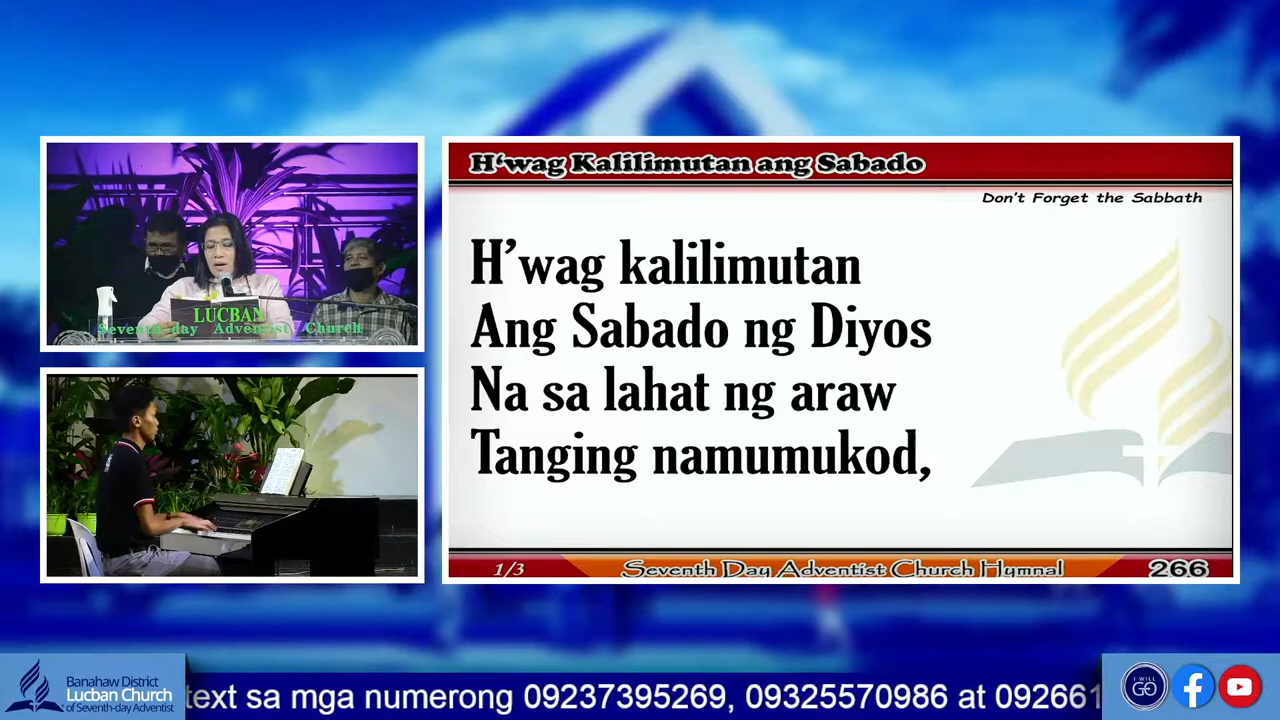 LUCBAN
Seventh-day Adventist Church
H'wag Kalilimutan ang Sabado
Don't Forget the Sabbath
H'wag kalilimutan
Ang Sabado ng Diyos
Na sa lahat ng araw
Tanging namumukod,
1/3
Seventh Day Adventist Church Hymnal
266
Banahaw District
Lucban Church
of Seventh-day Adventist
text sa mga numerong 09237395269, 09325570986 at 092661
I WILL
GO